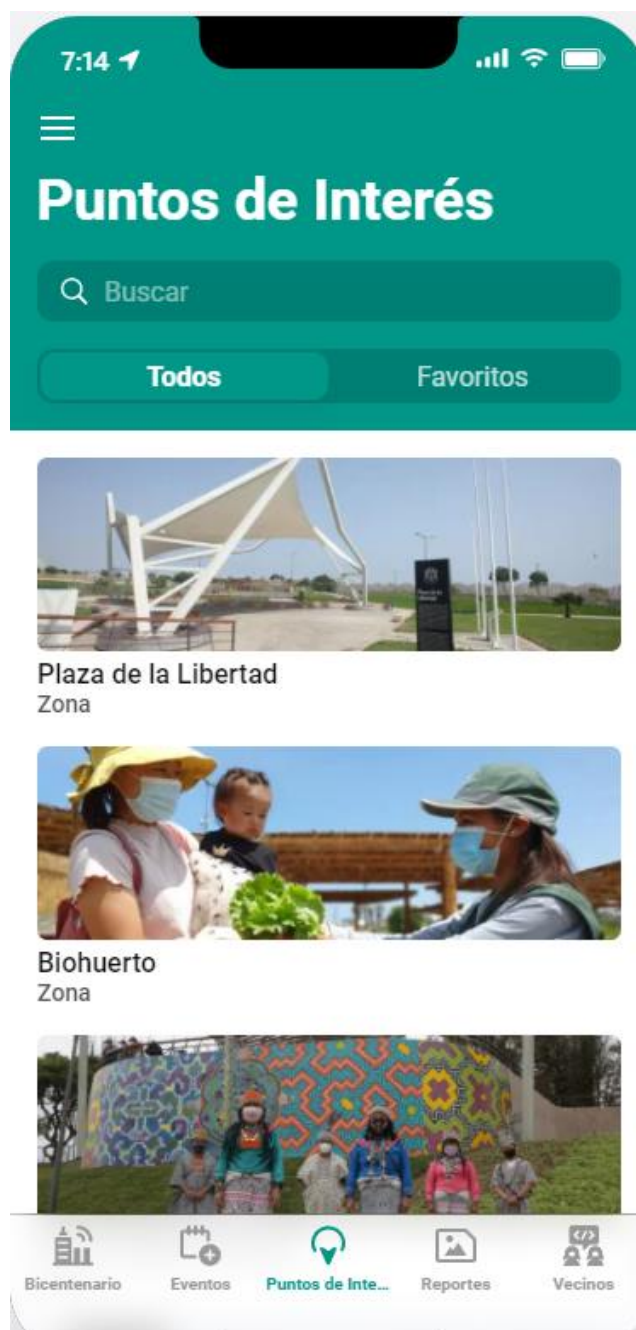 7:14
Puntos de Interés
Buscar
Todos
Favoritos
Plaza de la Libertad
Zona
Biohuerto
Zona
Bicentenario
Eventos
Puntos de Inte...
Reportes
Vecinos